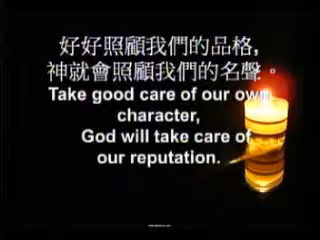 好好照顧我們的品格,
神就會照顧我們的名聲。
Take good care of our own
character,
God will take care of
our reputation.